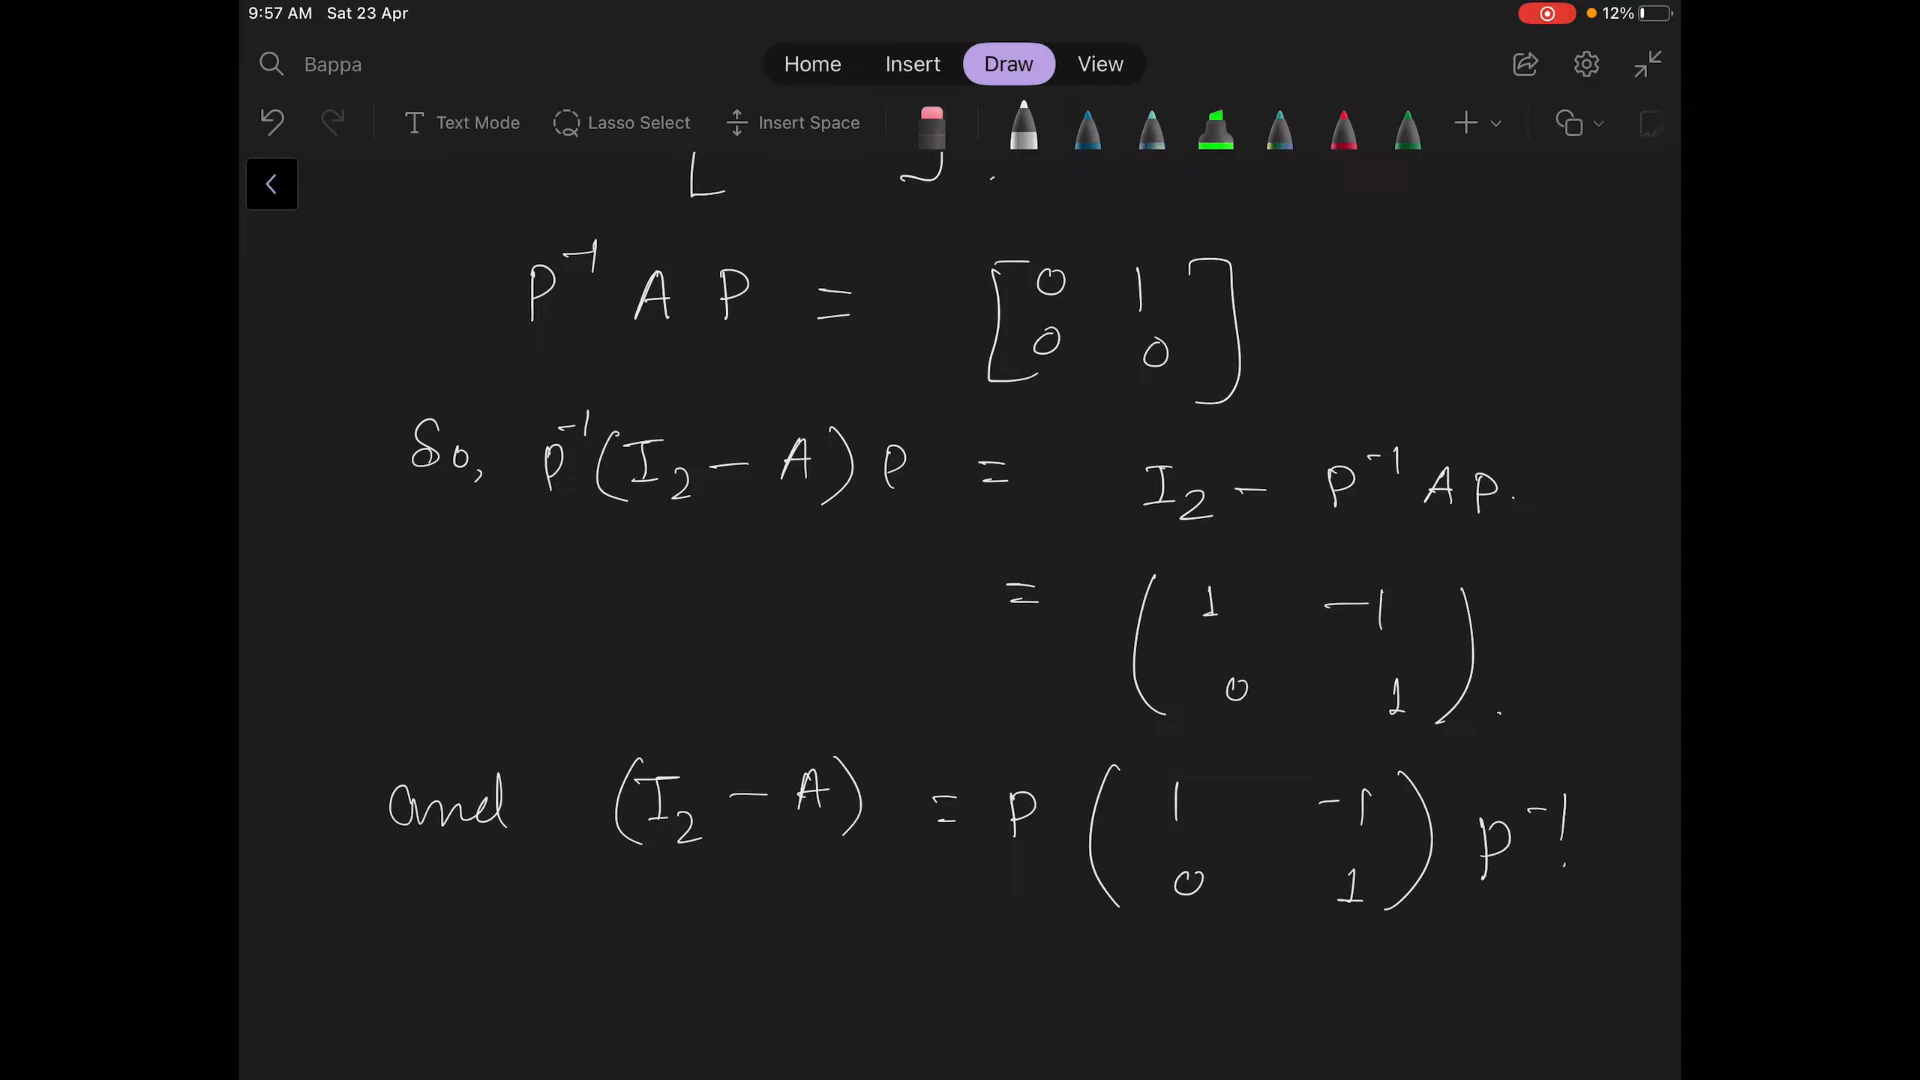 9:57 AM Sat 23 Apr 12%
Bappa Home Insert Draw View
Text Mode Lasso Select Insert Space
P⁻¹ A P = [0 1
0 0]
So, P⁻¹(I₂ − A) P = I₂ − P⁻¹ A P.
= (1 −1
0 1).
and (I₂ − A) = P (1 −1
0 1) P⁻¹.